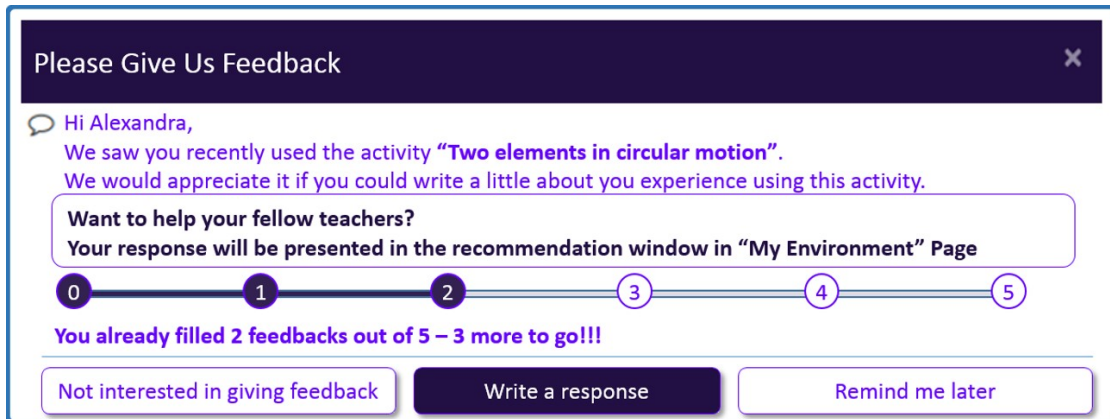 Please Give Us Feedback
×
Hi Alexandra,
We saw you recently used the activity “Two elements in circular motion”.
We would appreciate it if you could write a little about you experience using this activity.
Want to help your fellow teachers?
Your response will be presented in the recommendation window in “My Environment” Page
0 1 2 3 4 5
You already filled 2 feedbacks out of 5 – 3 more to go!!!
Not interested in giving feedback Write a response Remind me later